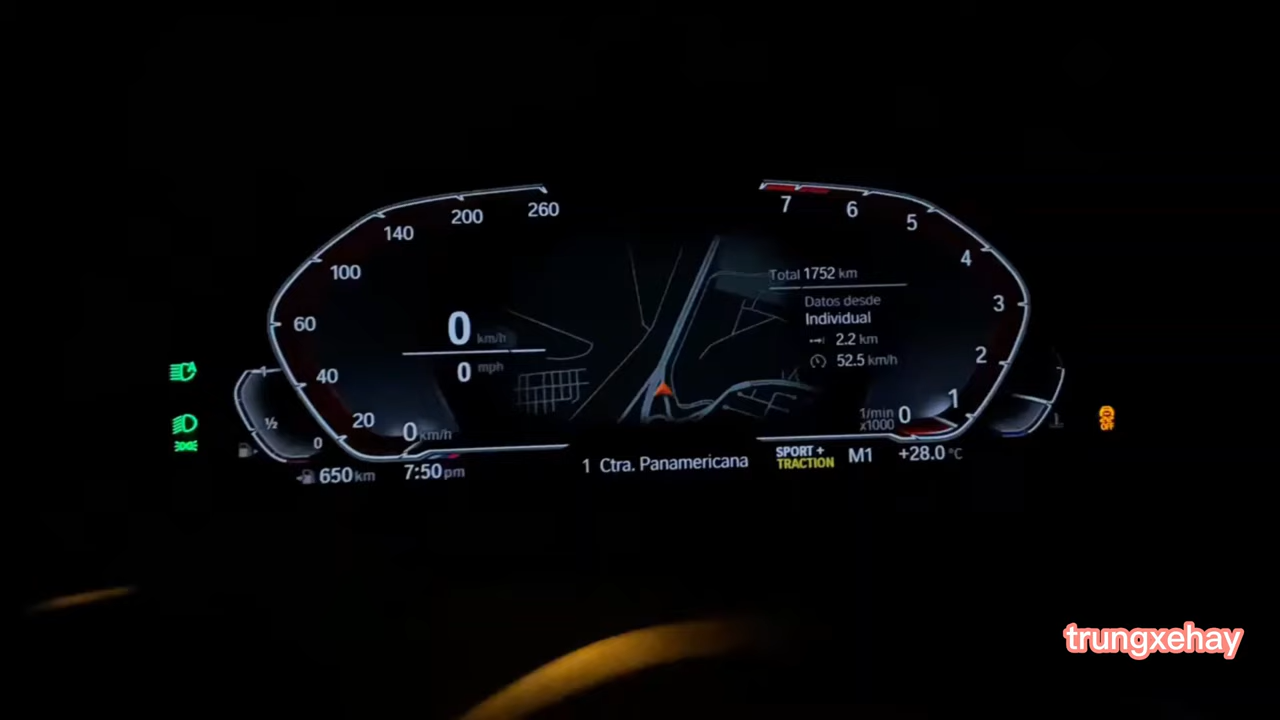 260
200
140
100
60
40
20
0 km/h
0 km/h
0 mph
1
½
0
650 km
7:50 pm
1 Ctra. Panamericana
Total 1752 km
Datos desde
Individual
2.2 km
52.5 km/h
7
6
5
4
3
2
1
0
1/min
x1000
SPORT +
TRACTION
M1
+28.0 °C
A
OFF
trungxehay